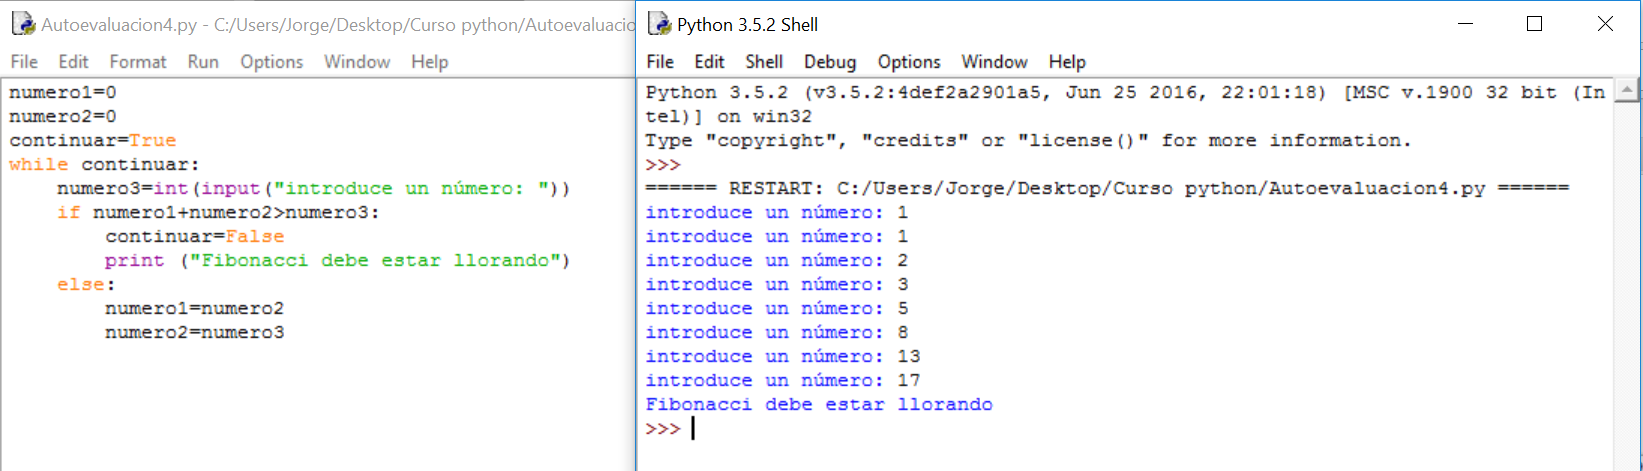 Autoevaluacion4.py - C:/Users/Jorge/Desktop/Curso python/Autoevaluacio
File Edit Format Run Options Window Help
numero1=0
numero2=0
continuar=True
while continuar:
    numero3=int(input("introduce un número: "))
    if numero1+numero2>numero3:
        continuar=False
        print ("Fibonacci debe estar llorando")
    else:
        numero1=numero2
        numero2=numero3
Python 3.5.2 Shell
File Edit Shell Debug Options Window Help
Python 3.5.2 (v3.5.2:4def2a2901a5, Jun 25 2016, 22:01:18) [MSC v.1900 32 bit (In
tel)] on win32
Type "copyright", "credits" or "license()" for more information.
>>>
====== RESTART: C:/Users/Jorge/Desktop/Curso python/Autoevaluacion4.py ======
introduce un número: 1
introduce un número: 1
introduce un número: 2
introduce un número: 3
introduce un número: 5
introduce un número: 8
introduce un número: 13
introduce un número: 17
Fibonacci debe estar llorando
>>>